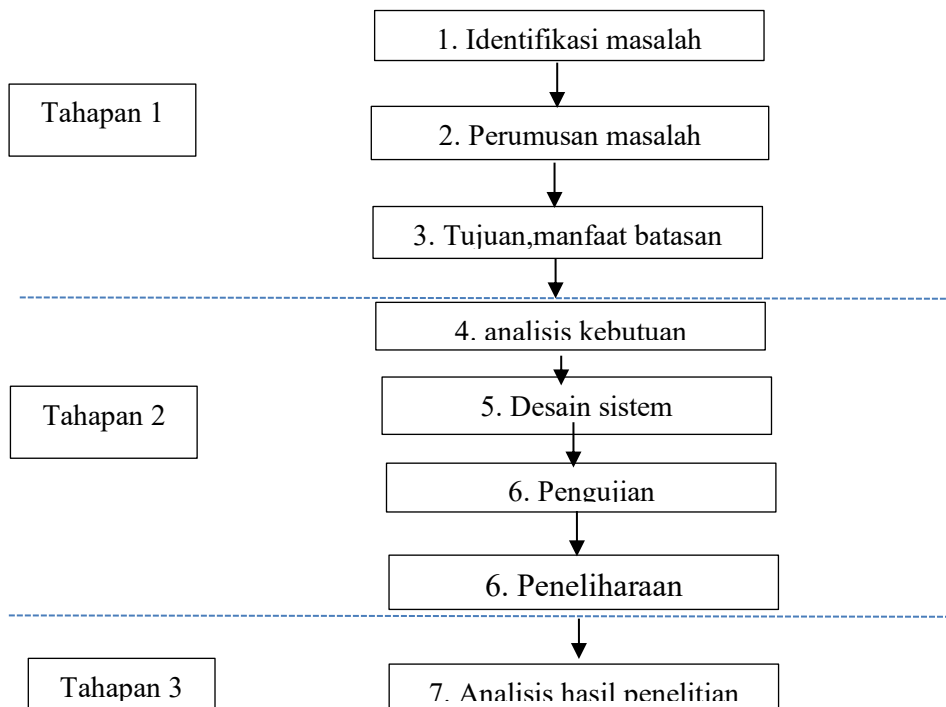 1. Identifikasi masalah
Tahapan 1
2. Perumusan masalah
3. Tujuan,manfaat batasan
4. analisis kebutuan
5. Desain sistem
Tahapan 2
6. Pengujian
6. Peneliharaan
Tahapan 3
7. Analisis hasil penelitian